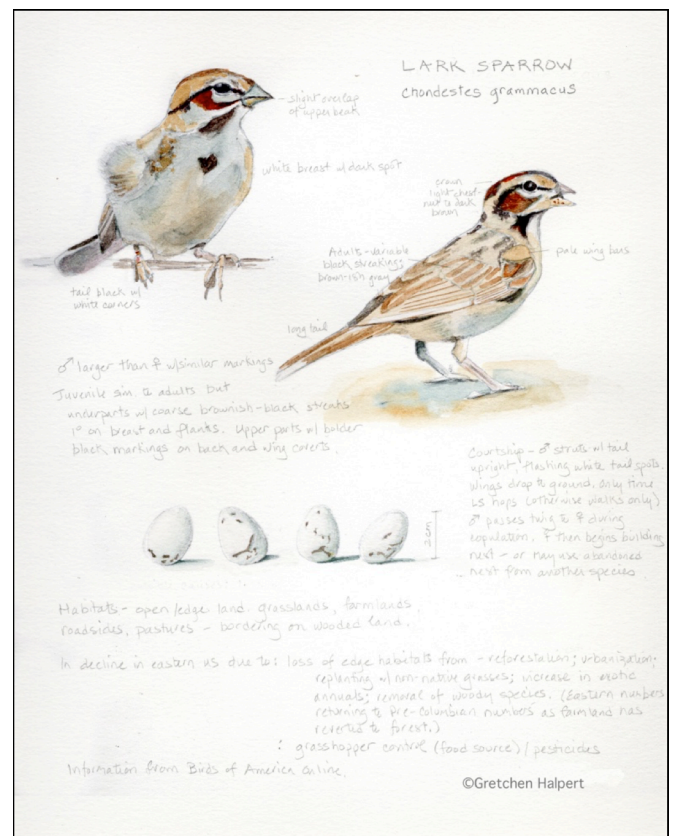 LARK SPARROW
chondestes grammacus
slight overlap
of upper beak
white breast w/ dark spot
crown
light chest-
nut to dark
brown
Adults - variable
black streaking;
brown-ish gray
pale wing bars
tail black w/
white corners
long tail
♂ larger than ♀ w/similar markings
Juvenile sim. to adults but
underparts w/ coarse brownish-black streaks
1° on breast and flanks. Upper parts w/ bolder
black markings on back and wing coverts.
Courtship - ♂ struts w/ tail
upright, flashing white tail spots.
Wings drop to ground. Only time
LS hops (otherwise walks only)
♂ passes twig to ♀ during
copulation. ♀ then begins building
nest - or may use abandoned
nest from another species
2cm
Habitats - open/edge land. grasslands, farmlands,
roadsides, pastures - bordering on wooded land.
In decline in eastern US due to: loss of edge habitats from - reforestation; urbanization;
replanting w/ non-native grasses; increase in exotic
annuals; removal of woody species. (Eastern numbers
returning to pre-Columbian numbers as farmland has
reverted to forest.)
: grasshopper control (food source) / pesticides
Information from Birds of America Online.
©Gretchen Halpert